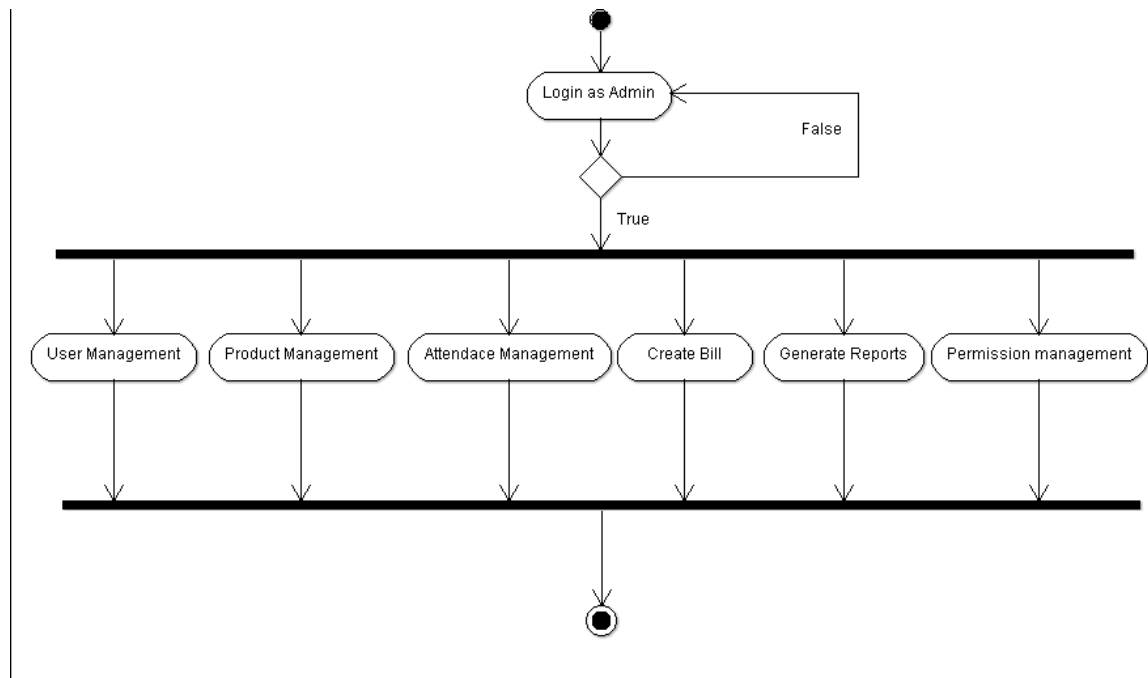 Login as Admin
False
True
User Management
Product Management
Attendace Management
Create Bill
Generate Reports
Permission management